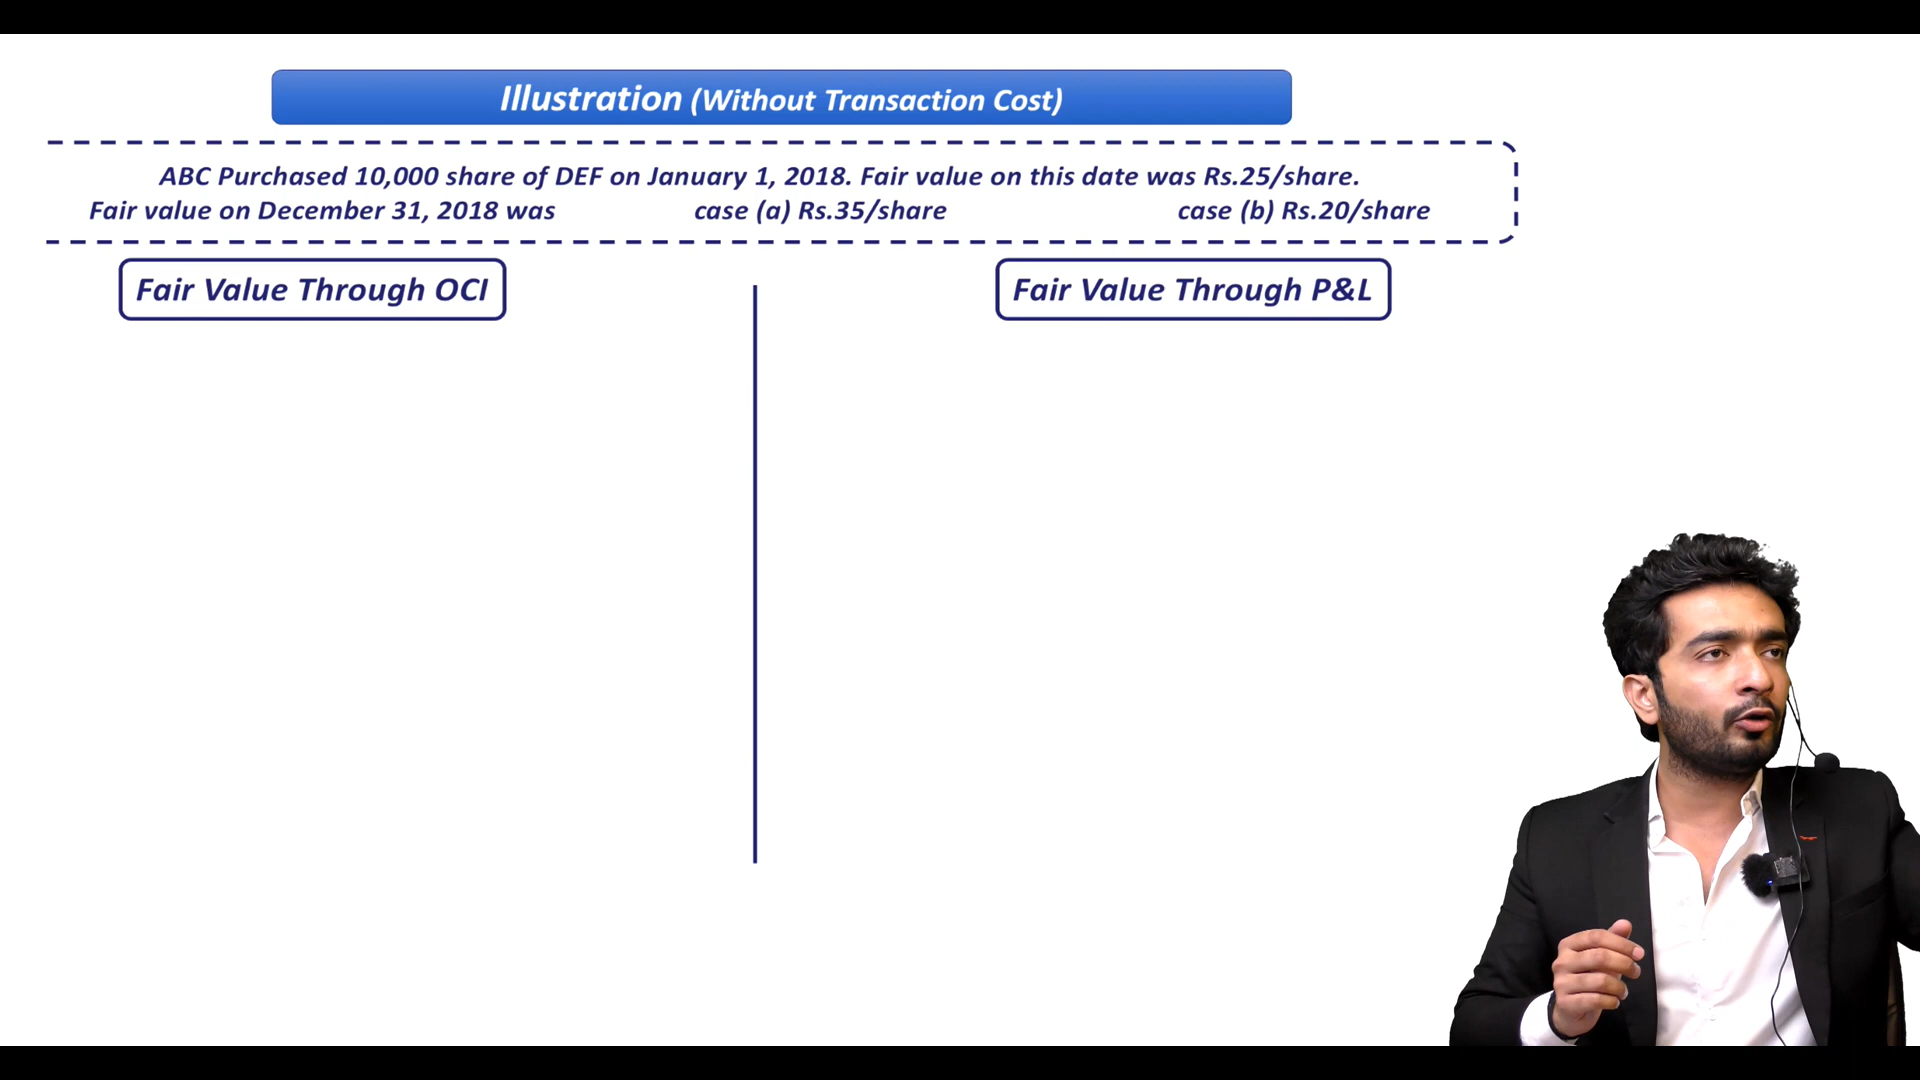 Illustration (Without Transaction Cost)
ABC Purchased 10,000 share of DEF on January 1, 2018. Fair value on this date was Rs.25/share.
Fair value on December 31, 2018 was case (a) Rs.35/share case (b) Rs.20/share
Fair Value Through OCI
Fair Value Through P&L